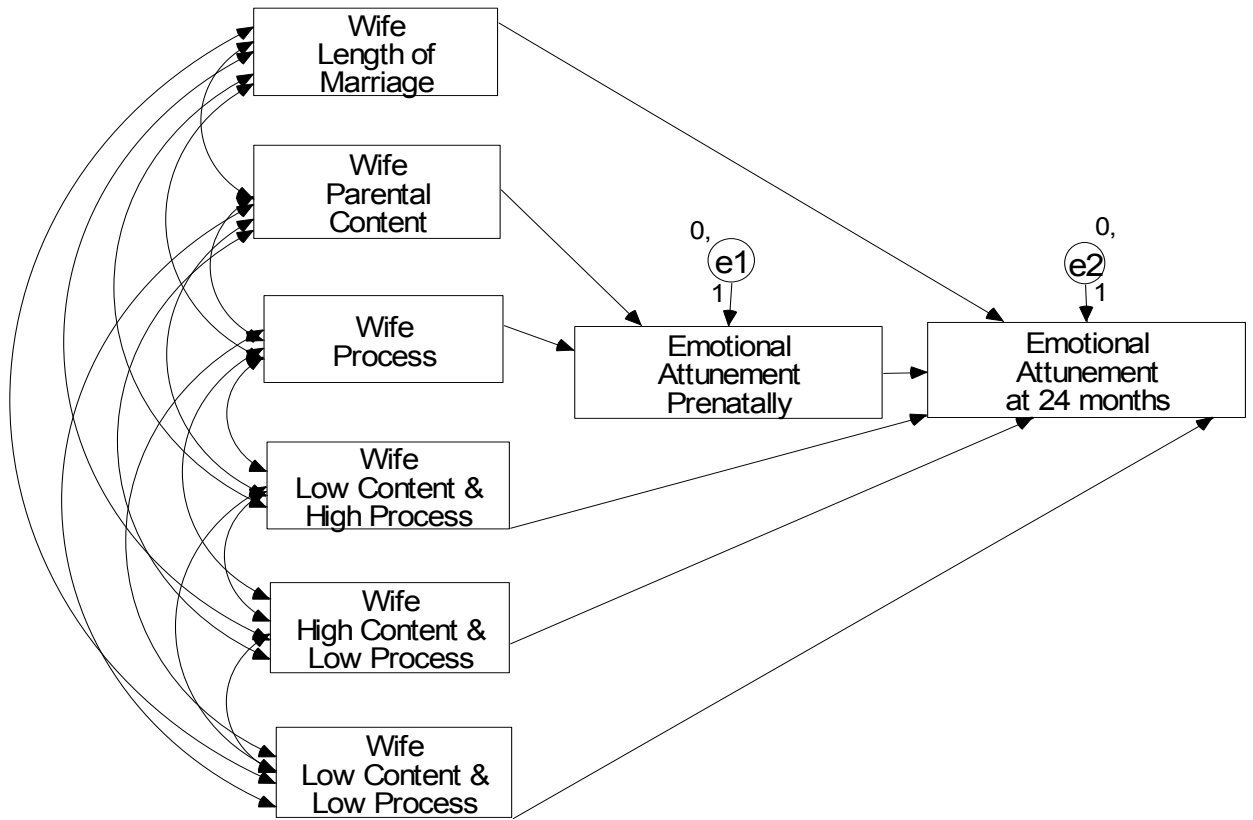 Wife
Length of
Marriage
Wife
Parental
Content
Wife
Process
Wife
Low Content &
High Process
Wife
High Content &
Low Process
Wife
Low Content &
Low Process
0,
e1
1
Emotional
Attunement
Prenatally
0,
e2
1
Emotional
Attunement
at 24 months